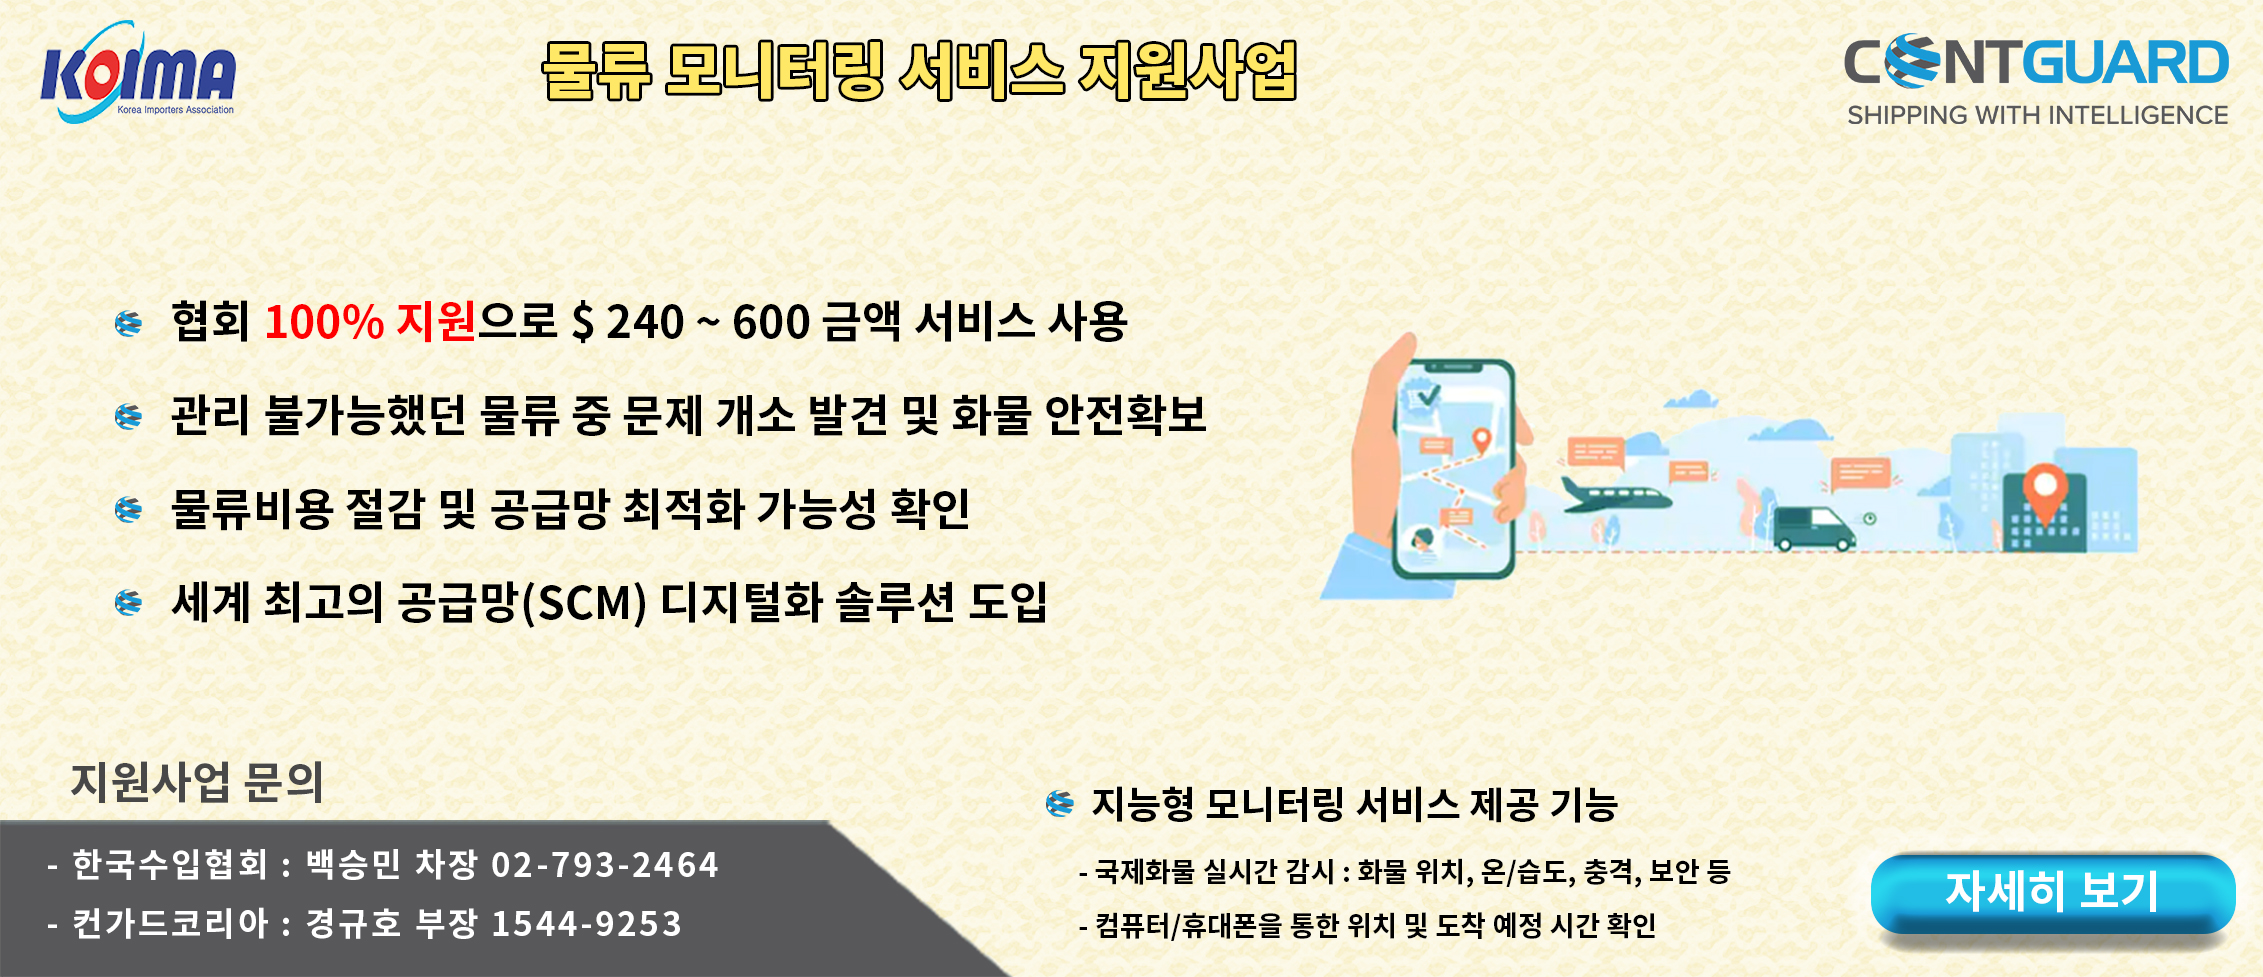 KOIMA
Korea Importers Association
물류 모니터링 서비스 지원사업
CONTGUARD
SHIPPING WITH INTELLIGENCE
협회 100% 지원으로 $ 240 ~ 600 금액 서비스 사용
관리 불가능했던 물류 중 문제 개소 발견 및 화물 안전확보
물류비용 절감 및 공급망 최적화 가능성 확인
세계 최고의 공급망(SCM) 디지털화 솔루션 도입
지원사업 문의
- 한국수입협회 : 백승민 차장 02-793-2464
- 컨가드코리아 : 경규호 부장 1544-9253
지능형 모니터링 서비스 제공 기능
- 국제화물 실시간 감시 : 화물 위치, 온/습도, 충격, 보안 등
- 컴퓨터/휴대폰을 통한 위치 및 도착 예정 시간 확인
자세히 보기